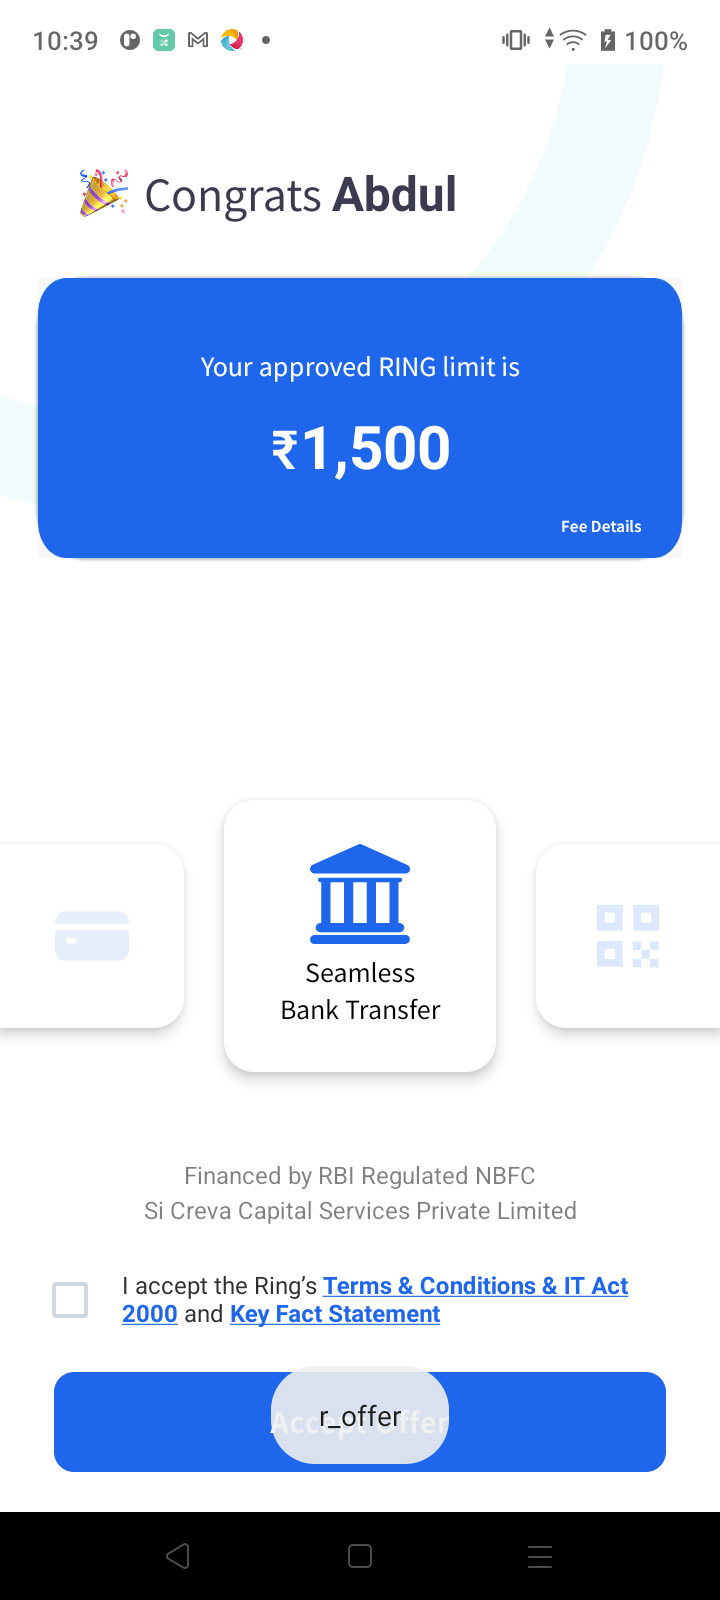 10:39
100%
Congrats Abdul
Your approved RING limit is
₹1,500
Fee Details
Seamless
Bank Transfer
Financed by RBI Regulated NBFC
Si Creva Capital Services Private Limited
I accept the Ring’s Terms & Conditions & IT Act
2000 and Key Fact Statement
Accept Offer
r_offer